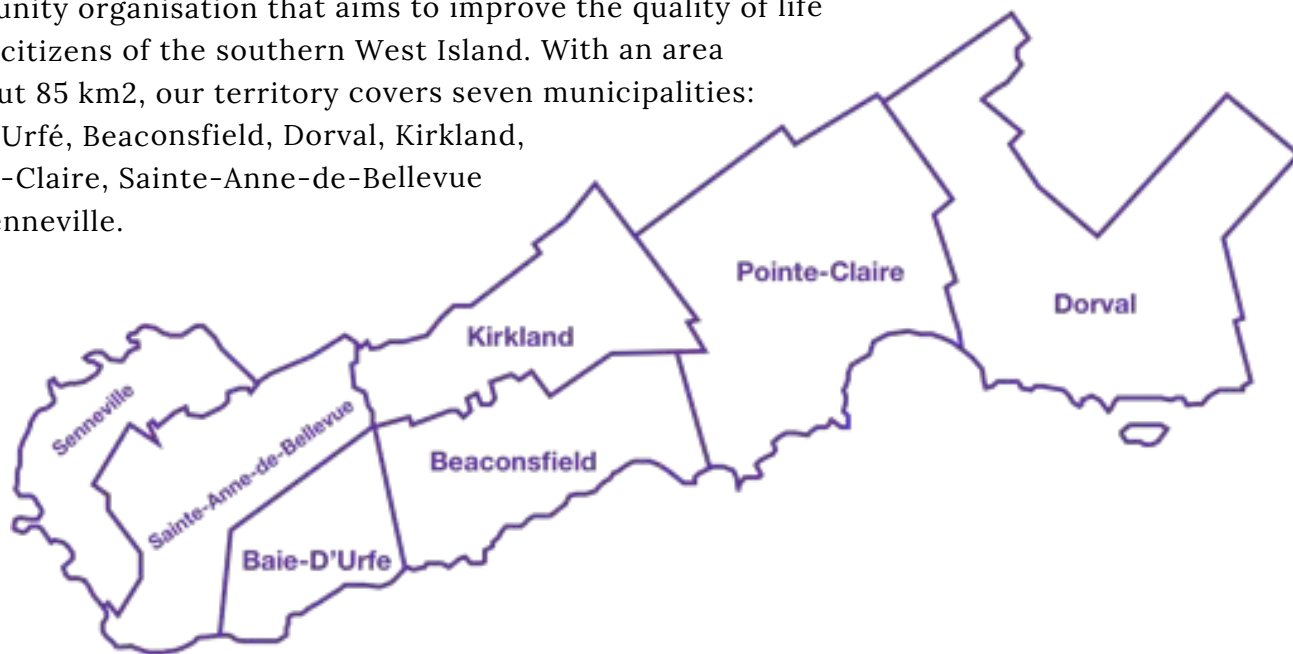 unity organisation that aims to improve the quality of life
citizens of the southern West Island. With an area
ut 85 km2, our territory covers seven municipalities:
Urfé, Beaconsfield, Dorval, Kirkland,
-Claire, Sainte-Anne-de-Bellevue
enneville.
Pointe-Claire
Dorval
Kirkland
Senneville
Sainte-Anne-de-Bellevue
Beaconsfield
Baie-D'Urfe